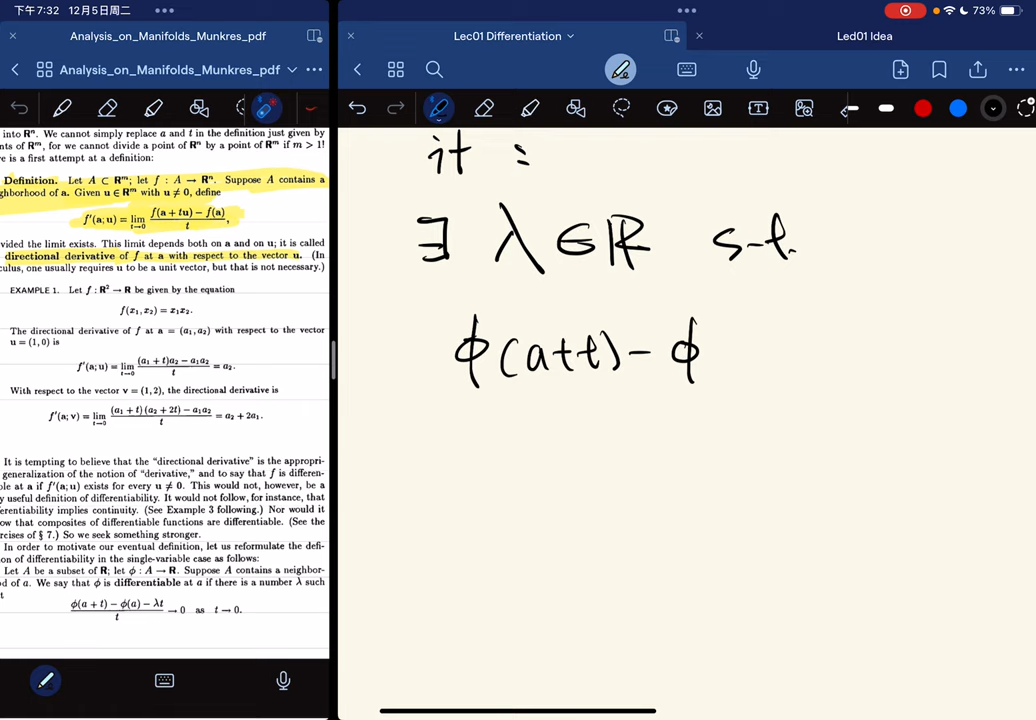 下午7:32 12月5日周二
73%
Analysis_on_Manifolds_Munkres_pdf
Lec01 Differentiation
Led01 Idea
Analysis_on_Manifolds_Munkres_pdf
into Rⁿ. We cannot simply replace a and t in the definition just given by
nts of Rᵐ, for we cannot divide a point of Rⁿ by a point of Rᵐ if m > 1!
re is a first attempt at a definition:
Definition. Let A ⊂ Rᵐ; let f : A → Rⁿ. Suppose A contains a
ghborhood of a. Given u ∈ Rᵐ with u ≠ 0, define
f′(a; u) = lim t→0 (f(a + tu) − f(a))/t,
vided the limit exists. This limit depends both on a and on u; it is called
directional derivative of f at a with respect to the vector u. (In
culus, one usually requires u to be a unit vector, but that is not necessary.)
EXAMPLE 1. Let f : R² → R be given by the equation
f(x₁, x₂) = x₁x₂.
The directional derivative of f at a = (a₁, a₂) with respect to the vector
u = (1, 0) is
f′(a; u) = lim t→0 ((a₁ + t)a₂ − a₁a₂)/t = a₂.
With respect to the vector v = (1, 2), the directional derivative is
f′(a; v) = lim t→0 ((a₁ + t)(a₂ + 2t) − a₁a₂)/t = a₂ + 2a₁.
It is tempting to believe that the "directional derivative" is the appropri-
generalization of the notion of "derivative," and to say that f is differen-
ble at a if f′(a; u) exists for every u ≠ 0. This would not, however, be a
y useful definition of differentiability. It would not follow, for instance, that
erentiability implies continuity. (See Example 3 following.) Nor would it
ow that composites of differentiable functions are differentiable. (See the
rcises of § 7.) So we seek something stronger.
In order to motivate our eventual definition, let us reformulate the defi-
on of differentiability in the single-variable case as follows:
Let A be a subset of R; let φ : A → R. Suppose A contains a neighbor-
d of a. We say that φ is differentiable at a if there is a number λ such
t
(φ(a + t) − φ(a) − λt)/t → 0 as t → 0.
it :
∃ λ ∈ ℝ s-t.
φ(a+t) − φ